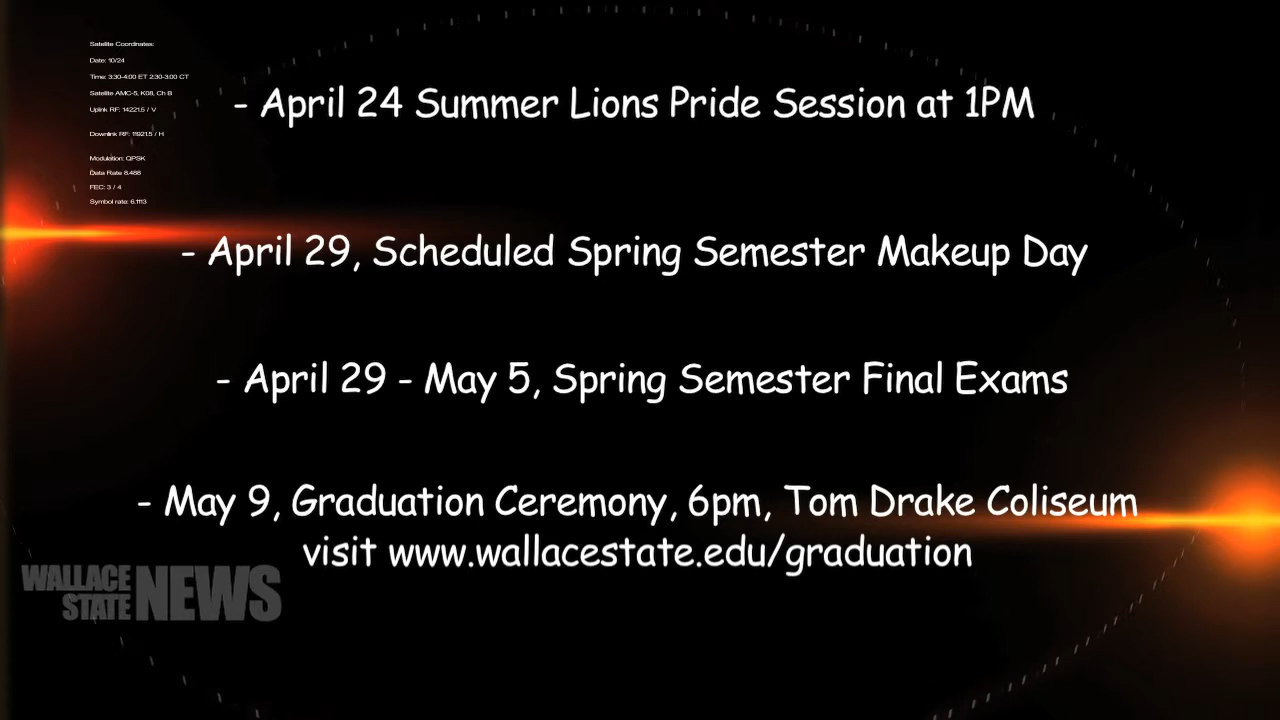 Satellite Coordinates:
Date: 10/24
Time: 3:30-4:00 ET 2:30-3:00 CT
Satellite AMC-5, K08, Ch B
Uplink RF: 14221.5 / V
Downlink RF: 11921.5 / H
Modulation: QPSK
Data Rate 8.488
FEC: 3 / 4
Symbol rate: 6.1113
- April 24 Summer Lions Pride Session at 1PM
- April 29, Scheduled Spring Semester Makeup Day
- April 29 - May 5, Spring Semester Final Exams
- May 9, Graduation Ceremony, 6pm, Tom Drake Coliseum
visit www.wallacestate.edu/graduation
WALLACE
STATE NEWS